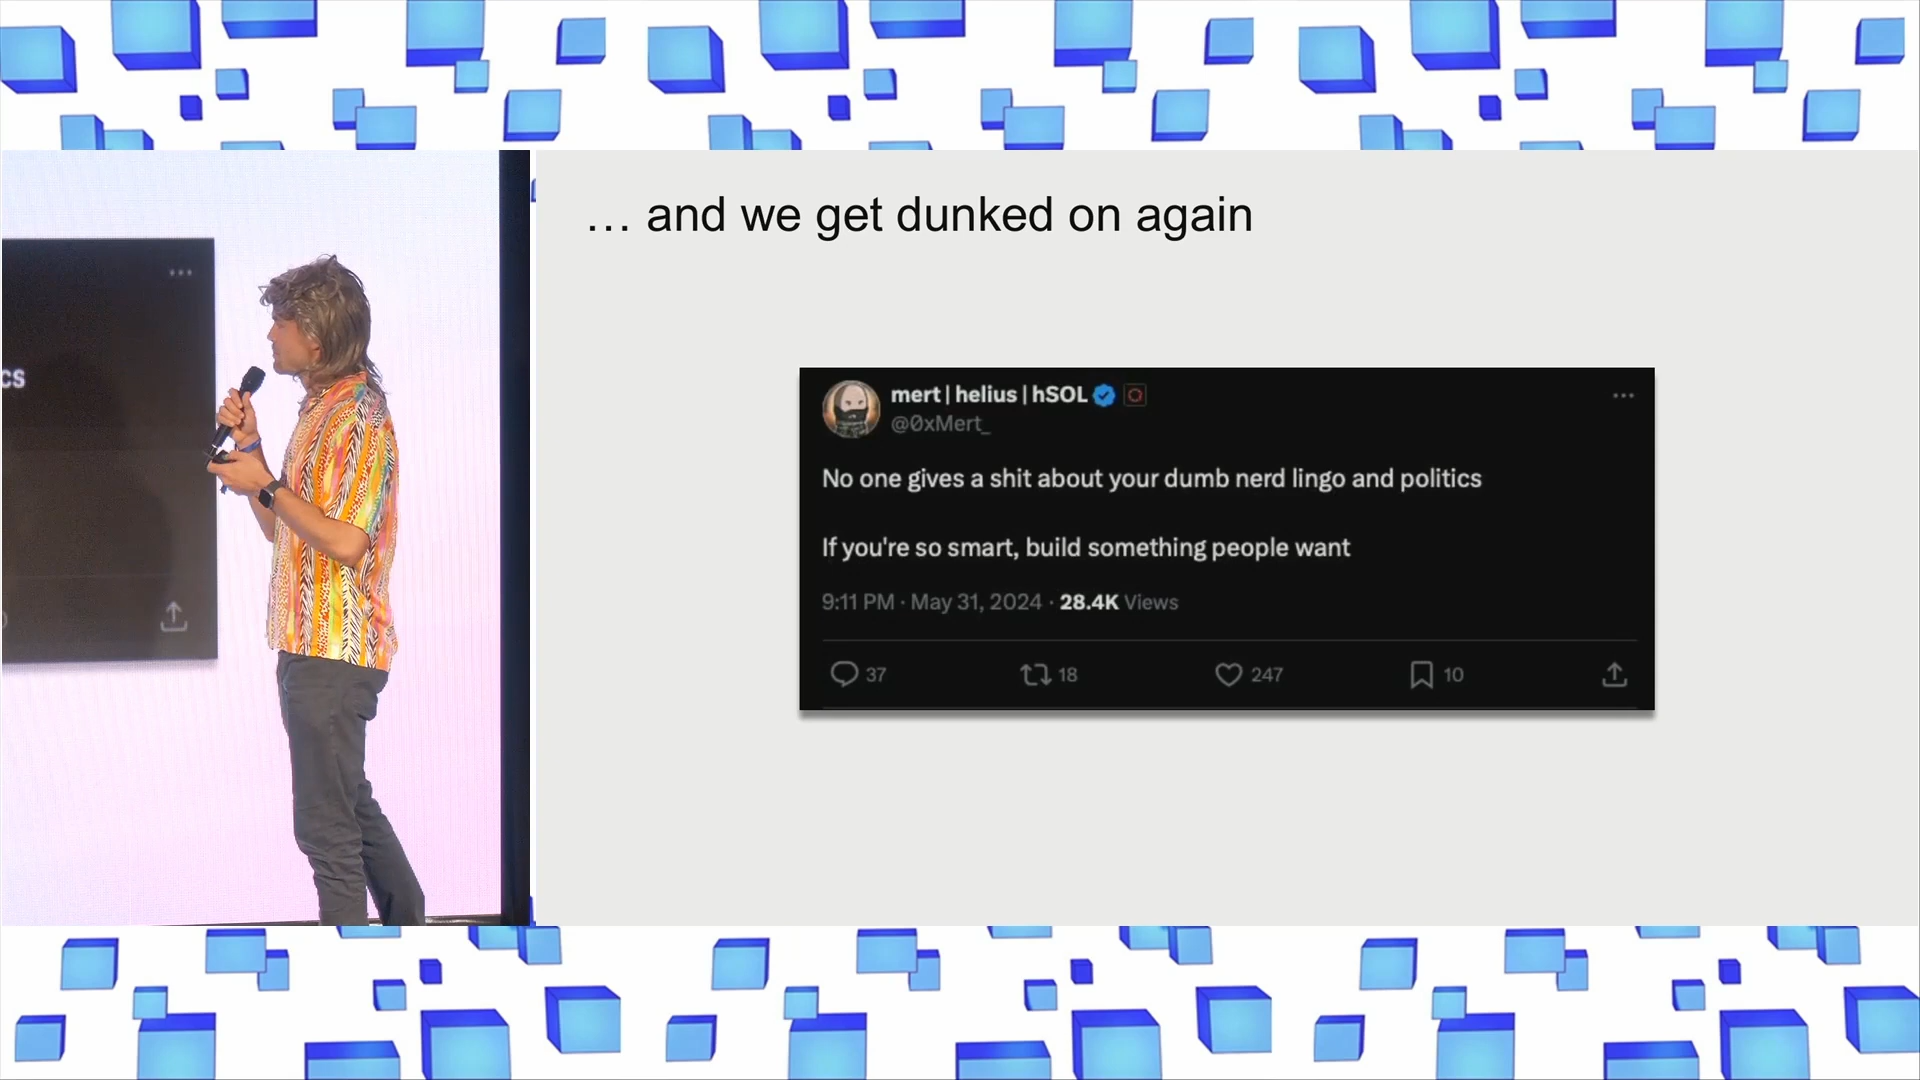 … and we get dunked on again
cs
mert | helius | hSOL
@0xMert_
No one gives a shit about your dumb nerd lingo and politics
If you're so smart, build something people want
9:11 PM · May 31, 2024 · 28.4K Views
37 18 247 10